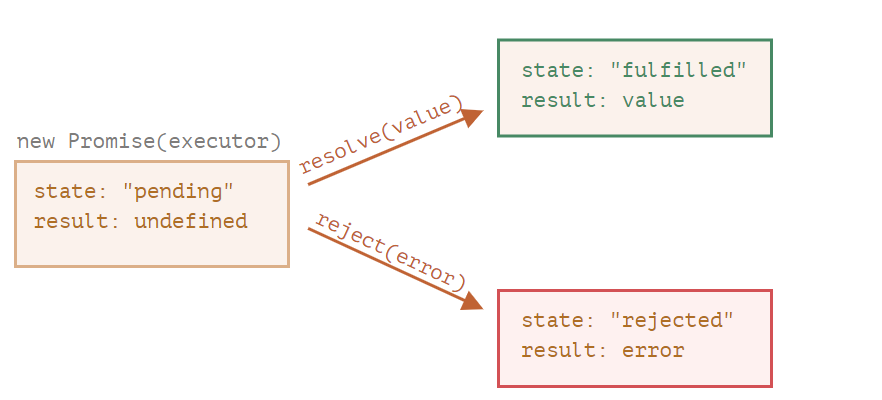 new Promise(executor)
state: "pending"
result: undefined
resolve(value)
reject(error)
state: "fulfilled"
result: value
state: "rejected"
result: error